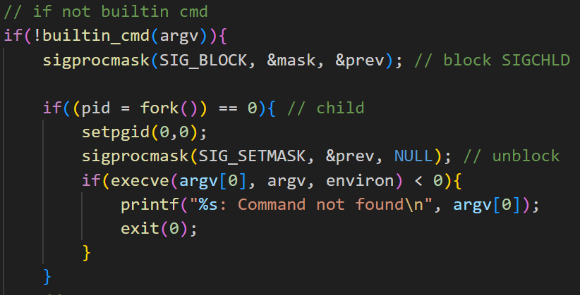 // if not builtin cmd
if(!builtin_cmd(argv)){
    sigprocmask(SIG_BLOCK, &mask, &prev); // block SIGCHLD

    if((pid = fork()) == 0){ // child
        setpgid(0,0);
        sigprocmask(SIG_SETMASK, &prev, NULL); // unblock
        if(execve(argv[0], argv, environ) < 0){
            printf("%s: Command not found\n", argv[0]);
            exit(0);
        }
    }